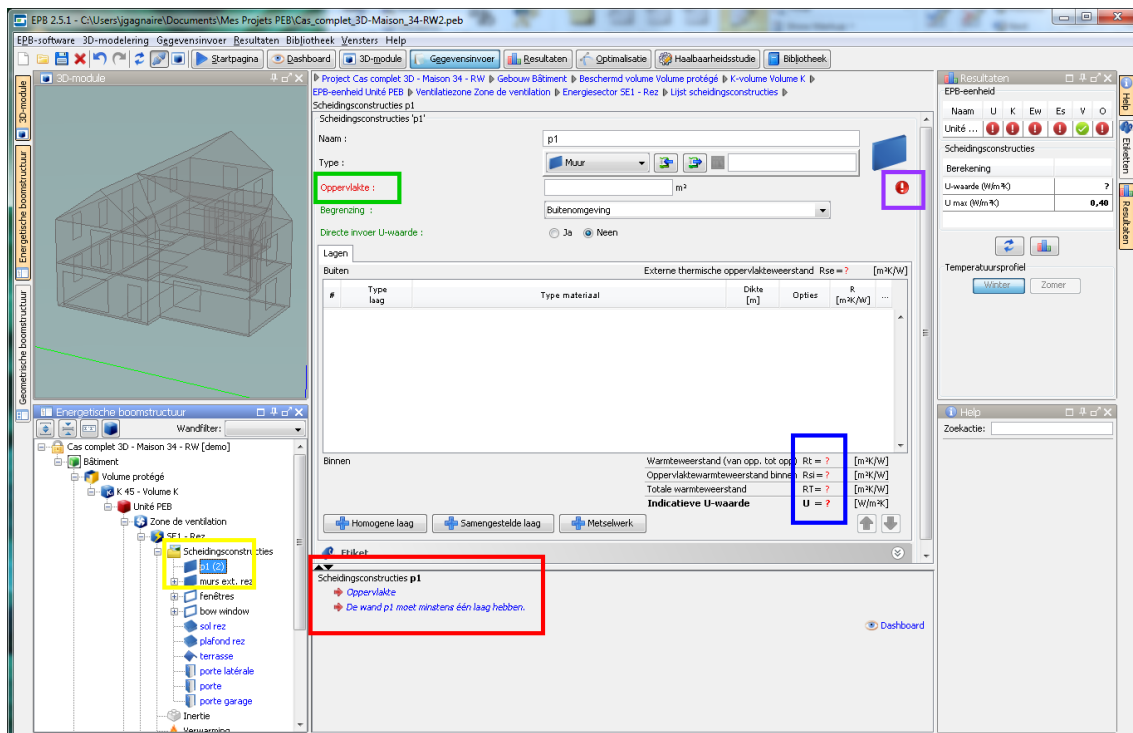 EPB 2.5.1 - C:\Users\jgagnaire\Documents\Mes Projets PEB\Cas_complet_3D-Maison_34-RW2.peb
EPB-software 3D-modelering Gegevensinvoer Resultaten Bibliotheek Vensters Help
Startpagina Dashboard 3D-module Gegevensinvoer Resultaten Optimalisatie Haalbaarheidsstudie Bibliotheek
3D-module
Energetische boomstructuur
Geometrische boomstructuur
3D-module
Project Cas complet 3D - Maison 34 - RW Gebouw Bâtiment Beschermd volume Volume protégé K-volume Volume K
EPB-eenheid Unité PEB Ventilatiezone Zone de ventilation Energiesector SE1 - Rez Lijst scheidingsconstructies
Scheidingsconstructies p1
Scheidingsconstructies 'p1'
Naam : p1
Type : Muur
Oppervlakte : m²
Begrenzing : Buitenomgeving
Directe invoer U-waarde : Ja Neen
Lagen
Buiten Externe thermische oppervlakteweerstand Rse = ? [m²K/W]
# Type laag Type materiaal Dikte [m] Opties R [m²K/W] ...
Binnen Warmteweerstand (van opp. tot opp) Rt = ? [m²K/W]
Oppervlaktewarmteweerstand binnen Rsi = ? [m²K/W]
Totale warmteweerstand RT= ? [m²K/W]
Indicatieve U-waarde U = ? [W/m²K]
Homogene laag Samengestelde laag Metselwerk
Etiket
Scheidingsconstructies p1
Oppervlakte
De wand p1 moet minstens één laag hebben.
Dashboard
Energetische boomstructuur
Wandfilter:
Cas complet 3D - Maison 34 - RW [demo]
Bâtiment
Volume protégé
K 45 - Volume K
Unité PEB
Zone de ventilation
SE1 - Rez
Scheidingsconstructies
p1 (2)
murs ext. rez
fenêtres
bow window
sol rez
plafond rez
terrasse
porte latérale
porte
porte garage
Inertie
Verwarming
Resultaten
EPB-eenheid
Naam U K Ew Es V O
Unité ...
Scheidingsconstructies
Berekening
U-waarde (W/m²K) ?
U max (W/m²K) 0,40
Temperatuursprofiel
Winter Zomer
Help
Zoekactie:
Help
Etiketten
Resultaten